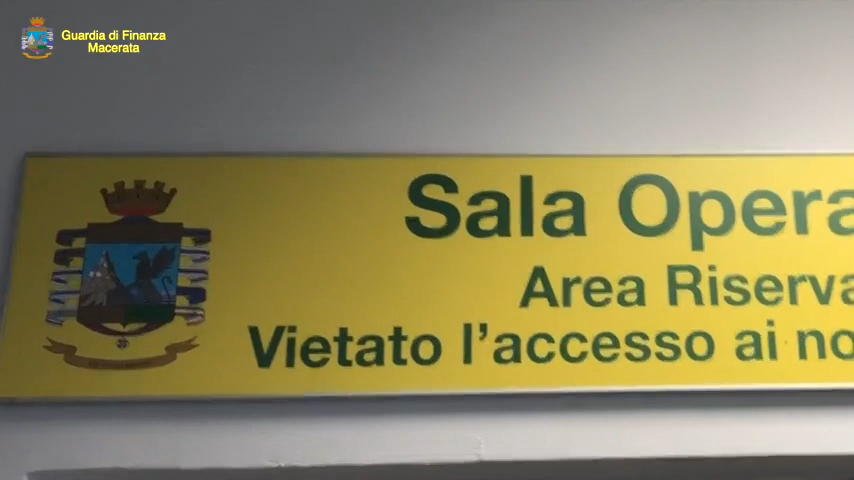 Guardia di Finanza
Macerata
Sala Opera
Area Riserva
Vietato l'accesso ai no